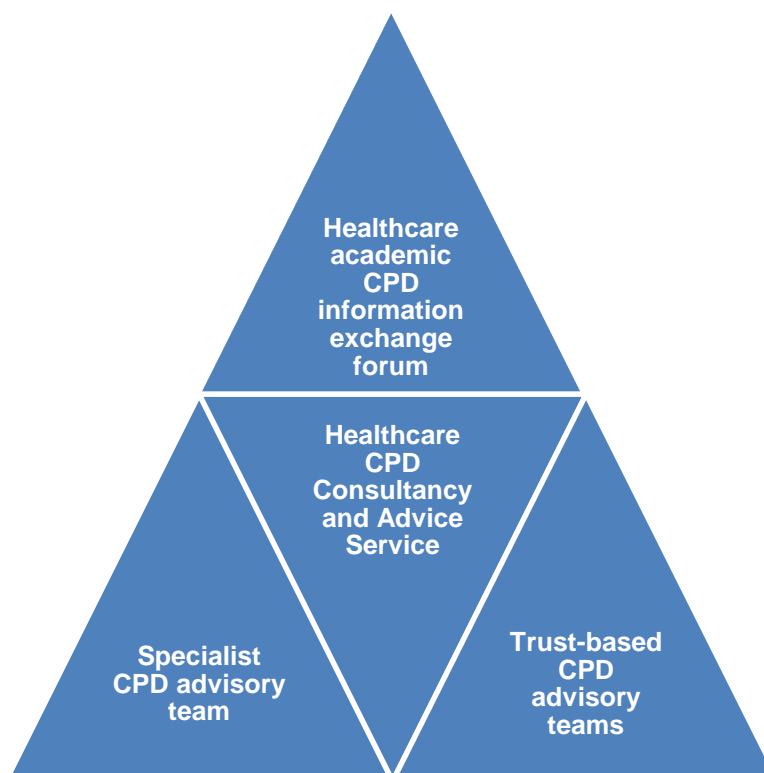 Healthcare
academic
CPD
information
exchange
forum
Healthcare
CPD
Consultancy
and Advice
Service
Specialist
CPD advisory
team
Trust-based
CPD
advisory
teams